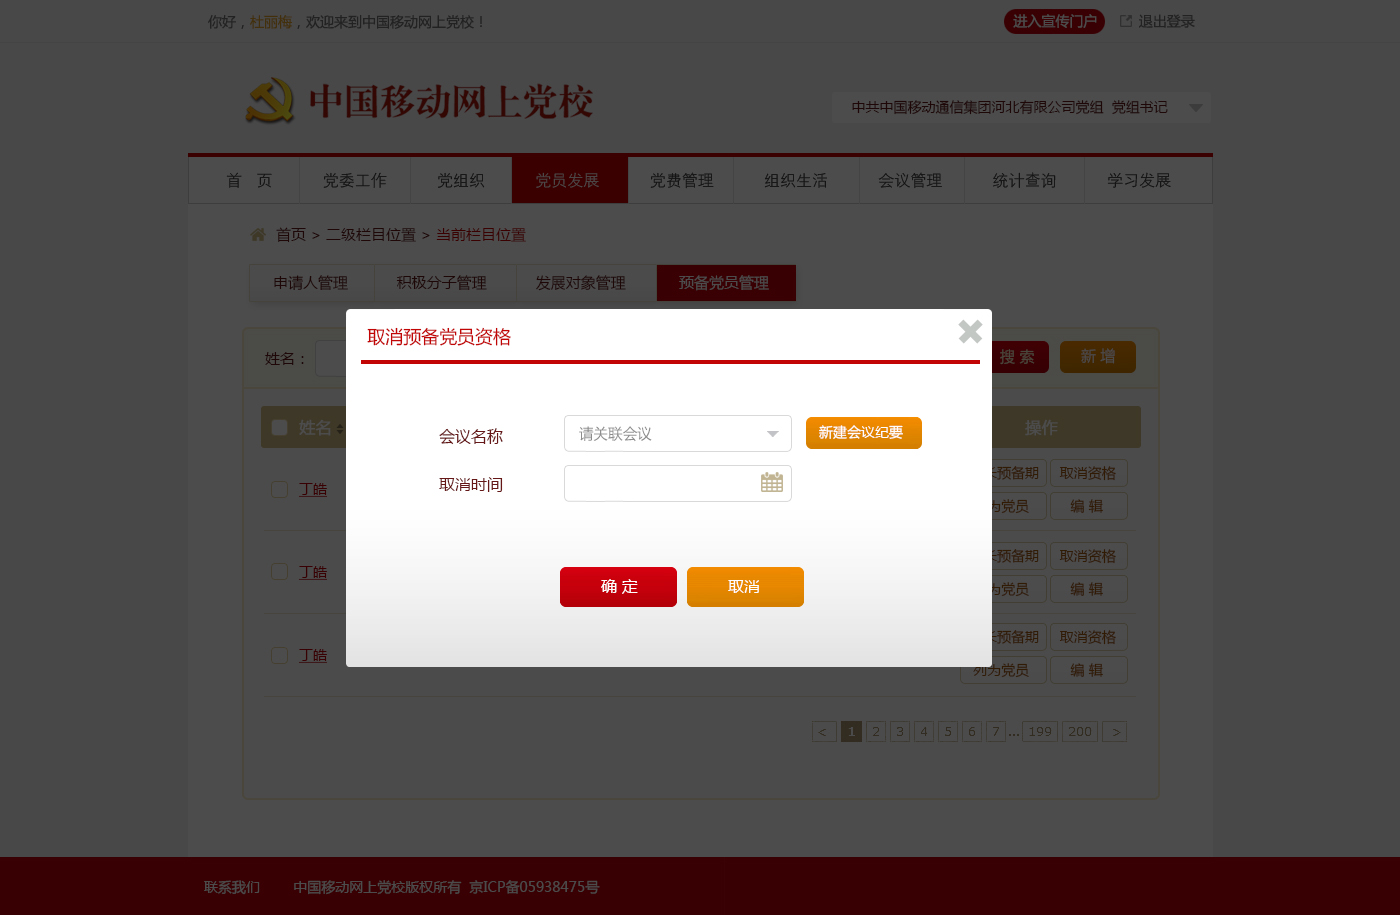 你好，杜丽梅，欢迎来到中国移动网上党校！
进入宣传门户 退出登录
中国移动网上党校
中共中国移动通信集团河北有限公司党组 党组书记
首 页 党委工作 党组织 党员发展 党费管理 组织生活 会议管理 统计查询 学习发展
首页 > 二级栏目位置 > 当前栏目位置
申请人管理 积极分子管理 发展对象管理 预备党员管理
取消预备党员资格
姓名： 搜 索 新 增
姓名 操作
会议名称 请关联会议 新建会议纪要
丁皓 预备期 取消资格
取消时间
为党员 编 辑
丁皓 预备期 取消资格
为党员 编 辑
确 定 取消
丁皓 预备期 取消资格
列为党员 编 辑
< 1 2 3 4 5 6 7 ... 199 200 >
联系我们 中国移动网上党校版权所有 京ICP备05938475号